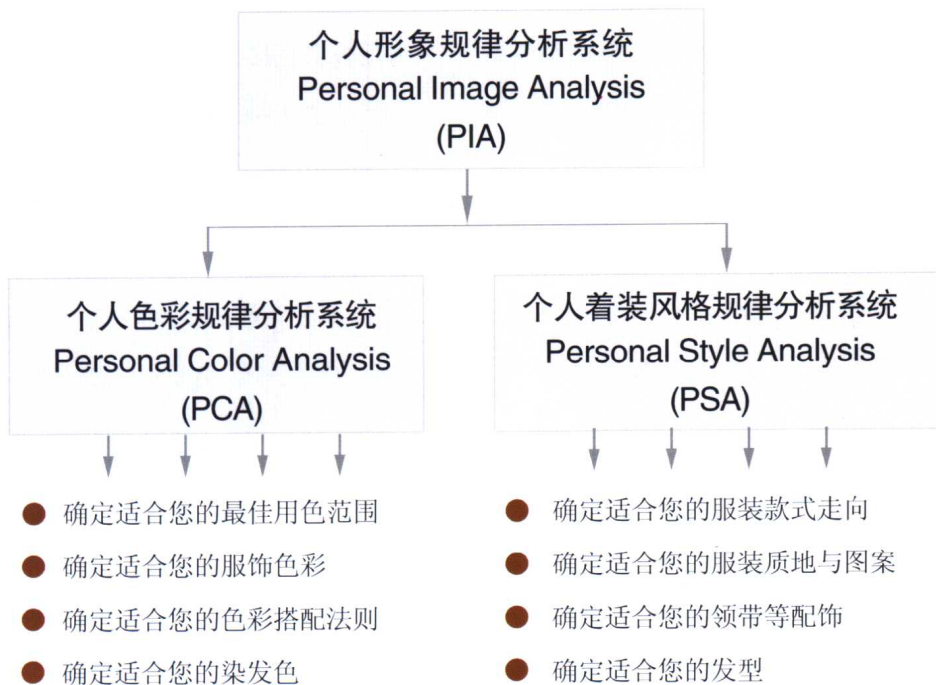 个人形象规律分析系统
Personal Image Analysis
(PIA)
个人色彩规律分析系统
Personal Color Analysis
(PCA)
个人着装风格规律分析系统
Personal Style Analysis
(PSA)
确定适合您的最佳用色范围
确定适合您的服饰色彩
确定适合您的色彩搭配法则
确定适合您的染发色
确定适合您的服装款式走向
确定适合您的服装质地与图案
确定适合您的领带等配饰
确定适合您的发型